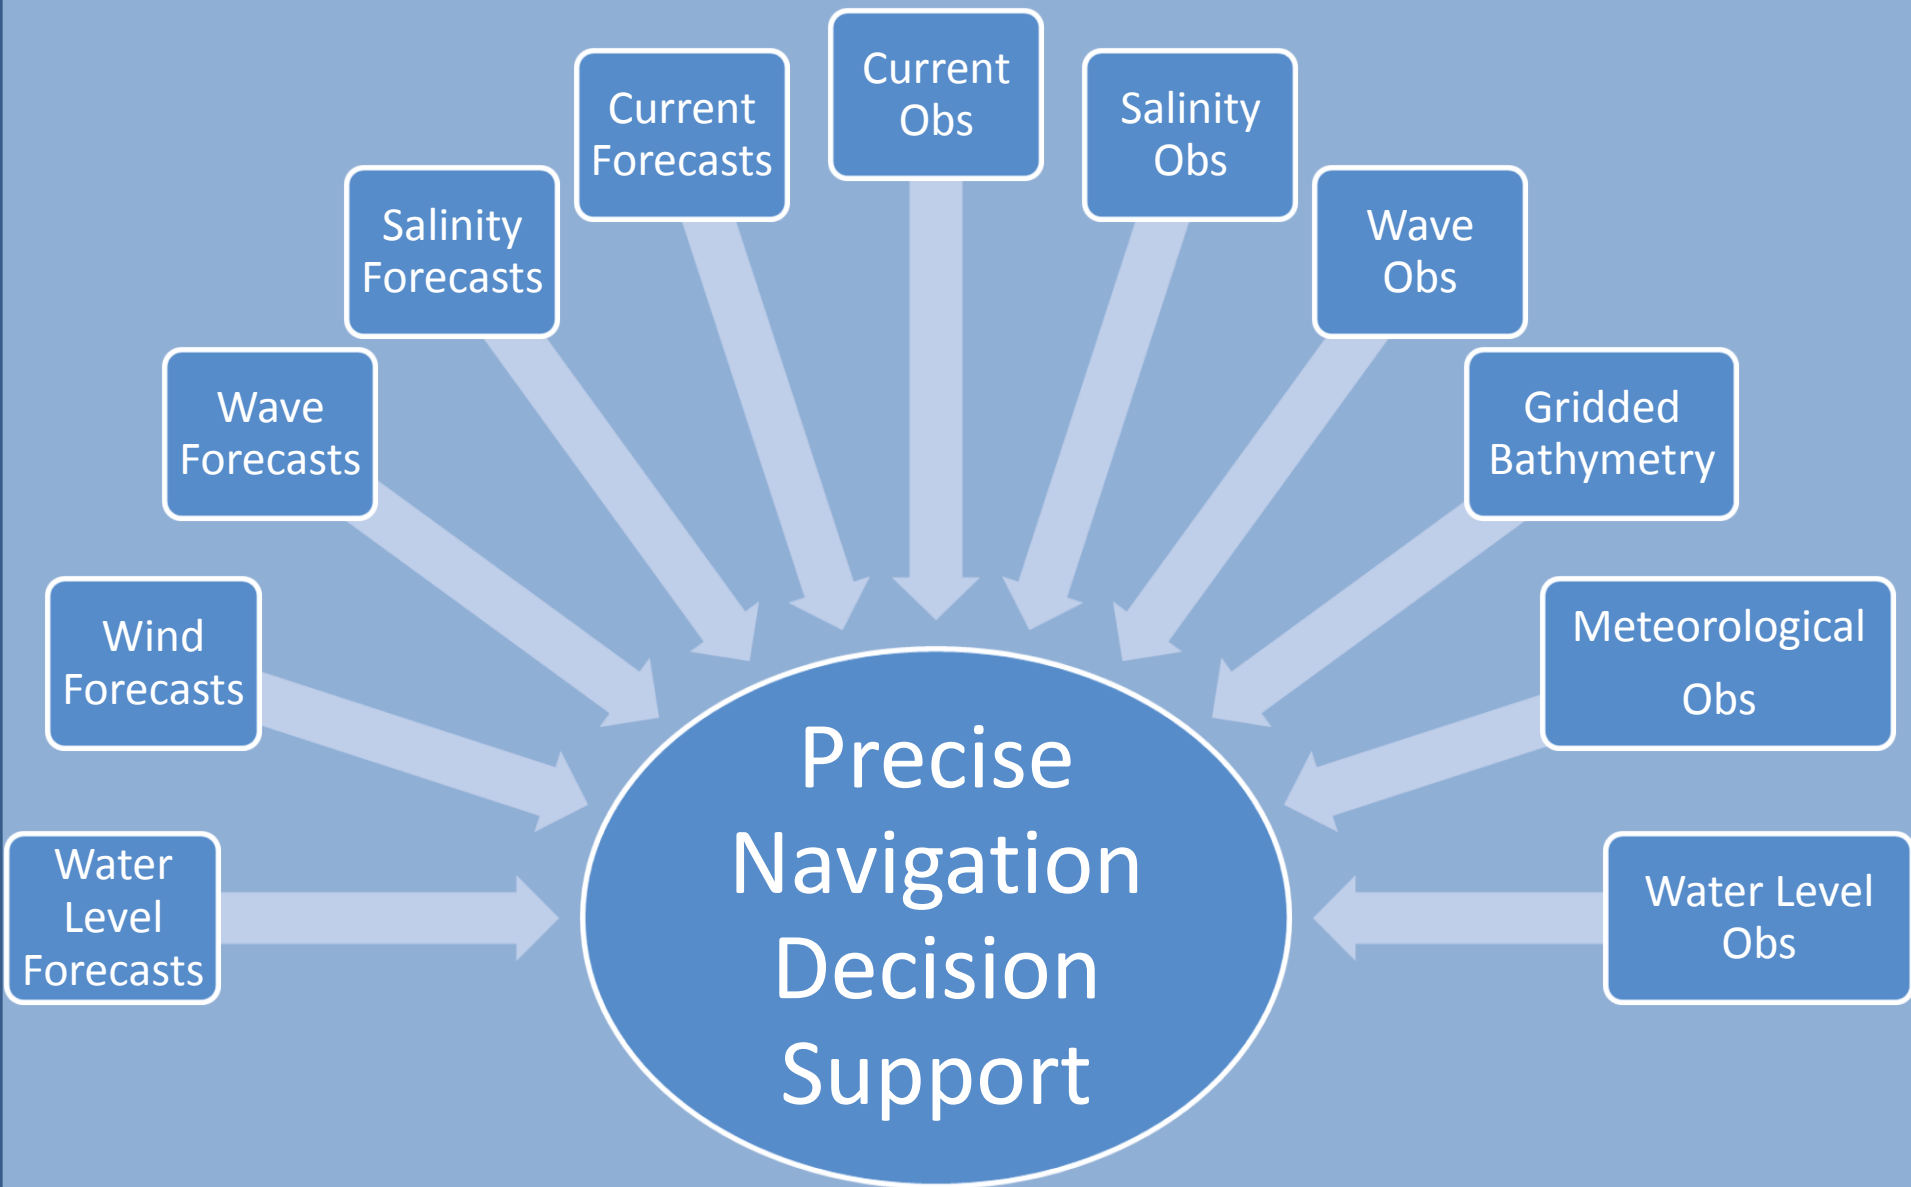 Current
Obs
Current
Forecasts
Salinity
Obs
Salinity
Forecasts
Wave
Obs
Wave
Forecasts
Gridded
Bathymetry
Wind
Forecasts
Meteorological
Obs
Water
Level
Forecasts
Water Level
Obs
Precise
Navigation
Decision
Support